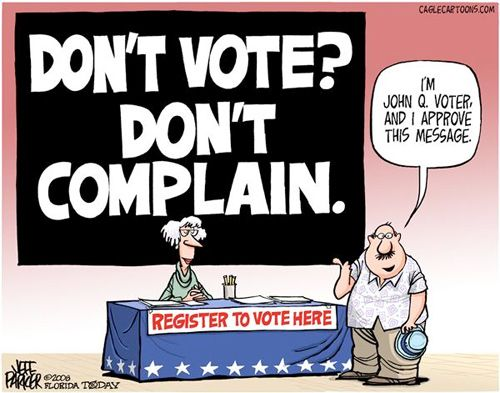 CAGLECARTOONS.COM
DON'T VOTE?
DON'T
COMPLAIN.
I'M
JOHN Q. VOTER,
AND I APPROVE
THIS MESSAGE.
REGISTER TO VOTE HERE
PARKER ©2008
FLORIDA TODAY